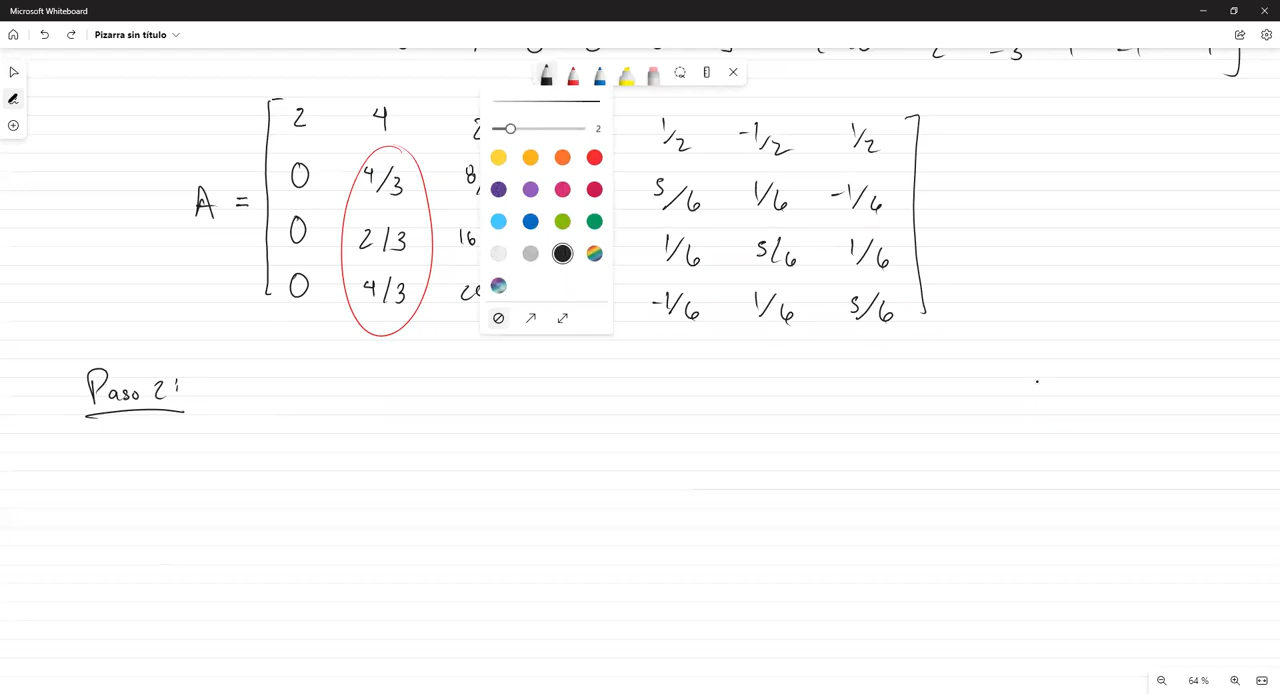 Microsoft Whiteboard
Pizarra sin título
2 4 1/2 -1/2 1/2
0 4/3 8/ 5/6 1/6 -1/6
A =
0 2/3 16 1/6 5/6 1/6
0 4/3 -1/6 1/6 5/6
2
Paso 2:
64 %